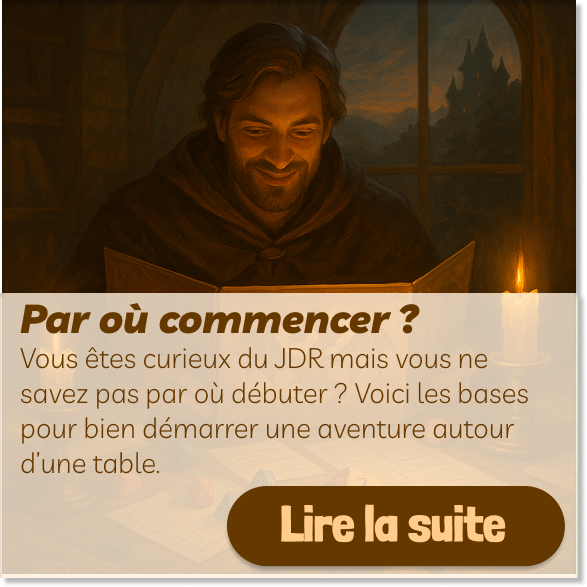 Par où commencer ?
Vous êtes curieux du JDR mais vous ne
savez pas par où débuter ? Voici les bases
pour bien démarrer une aventure autour
d'une table.
Lire la suite